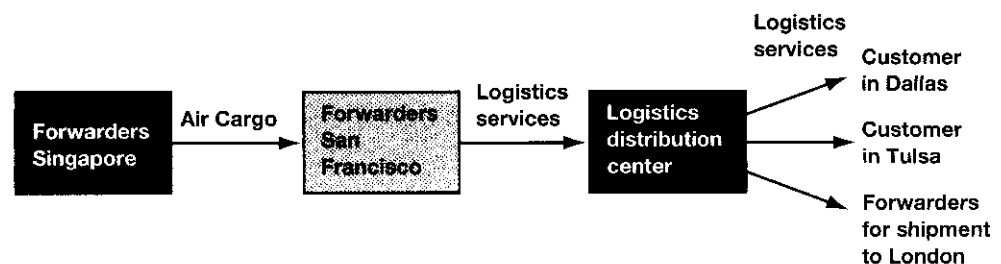 Forwarders
Singapore
Air Cargo
Forwarders
San
Francisco
Logistics
services
Logistics
distribution
center
Logistics
services
Customer
in Dallas
Customer
in Tulsa
Forwarders
for shipment
to London